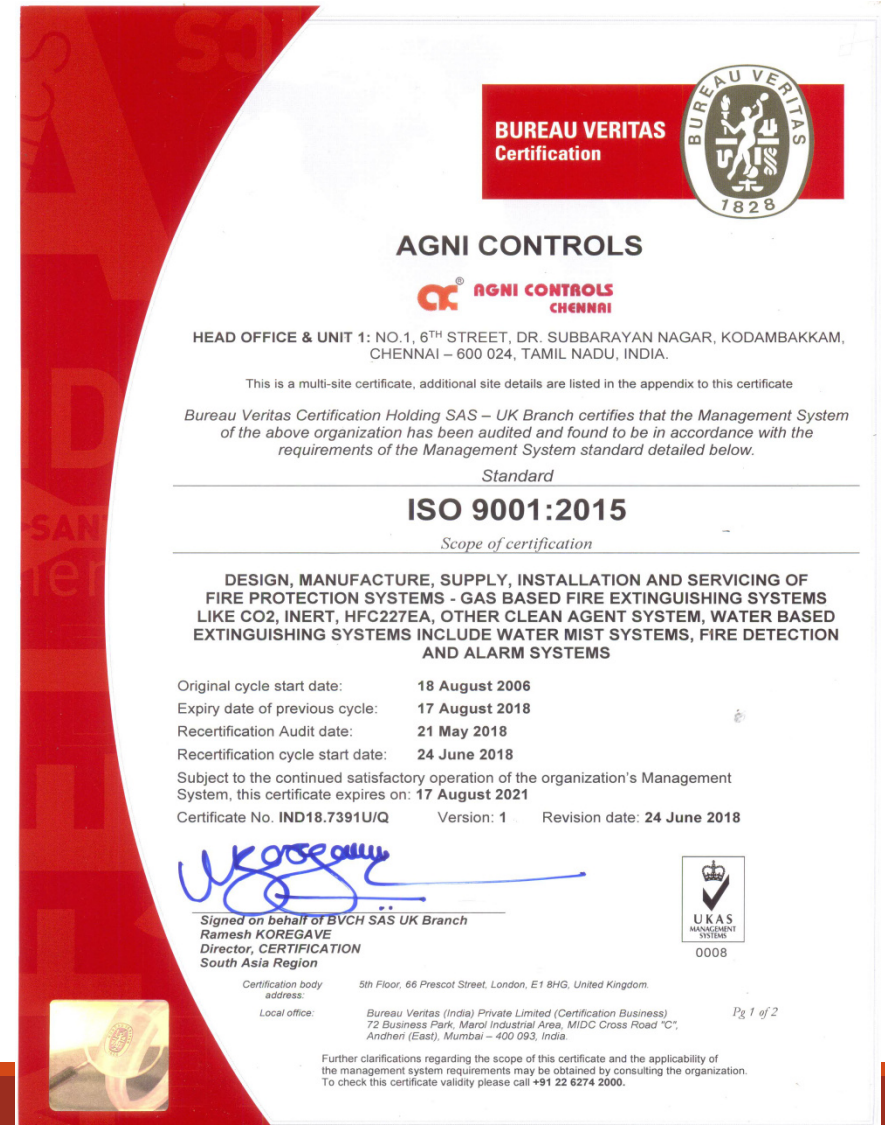 BUREAU VERITAS
Certification
BUREAU VERITAS
1828
AGNI CONTROLS
® AGNI CONTROLS
CHENNAI
HEAD OFFICE & UNIT 1: NO.1, 6TH STREET, DR. SUBBARAYAN NAGAR, KODAMBAKKAM,
CHENNAI – 600 024, TAMIL NADU, INDIA.
This is a multi-site certificate, additional site details are listed in the appendix to this certificate
Bureau Veritas Certification Holding SAS – UK Branch certifies that the Management System
of the above organization has been audited and found to be in accordance with the
requirements of the Management System standard detailed below.
Standard
ISO 9001:2015
Scope of certification
DESIGN, MANUFACTURE, SUPPLY, INSTALLATION AND SERVICING OF
FIRE PROTECTION SYSTEMS - GAS BASED FIRE EXTINGUISHING SYSTEMS
LIKE CO2, INERT, HFC227EA, OTHER CLEAN AGENT SYSTEM, WATER BASED
EXTINGUISHING SYSTEMS INCLUDE WATER MIST SYSTEMS, FIRE DETECTION
AND ALARM SYSTEMS
Original cycle start date: 18 August 2006
Expiry date of previous cycle: 17 August 2018
Recertification Audit date: 21 May 2018
Recertification cycle start date: 24 June 2018
Subject to the continued satisfactory operation of the organization's Management
System, this certificate expires on: 17 August 2021
Certificate No. IND18.7391U/Q Version: 1 Revision date: 24 June 2018
Signed on behalf of BVCH SAS UK Branch
Ramesh KOREGAVE
Director, CERTIFICATION
South Asia Region
UKAS
MANAGEMENT
SYSTEMS
0008
Certification body
address:
5th Floor, 66 Prescot Street, London, E1 8HG, United Kingdom.
Local office:
Bureau Veritas (India) Private Limited (Certification Business)
72 Business Park, Marol Industrial Area, MIDC Cross Road "C",
Andheri (East), Mumbai – 400 093, India.
Pg 1 of 2
Further clarifications regarding the scope of this certificate and the applicability of
the management system requirements may be obtained by consulting the organization.
To check this certificate validity please call +91 22 6274 2000.